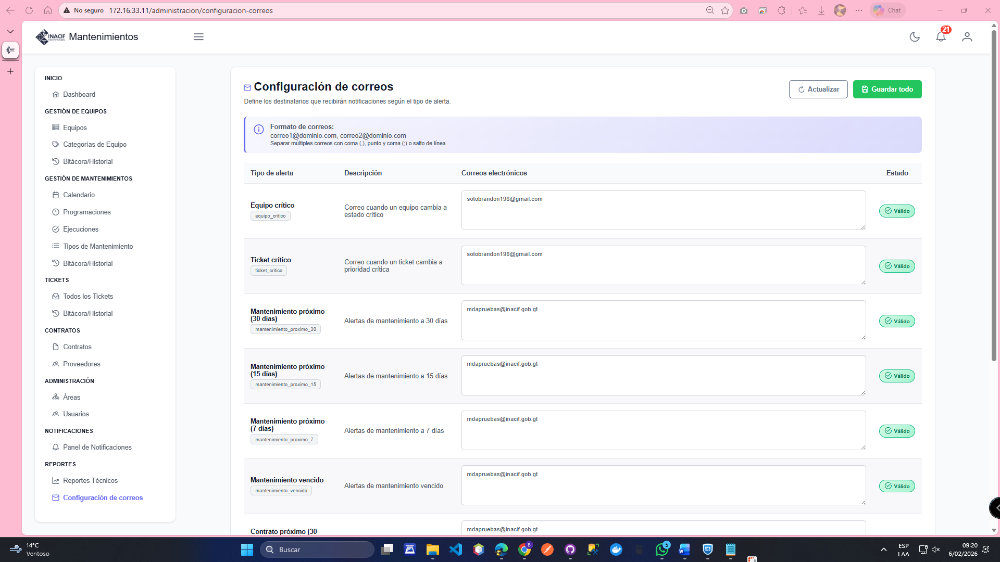 No seguro
172.16.33.11/administracion/configuracion-correos
Chat
INACIF
Mantenimientos
21
INICIO
Dashboard
GESTIÓN DE EQUIPOS
Equipos
Categorías de Equipo
Bitácora/Historial
GESTIÓN DE MANTENIMIENTOS
Calendario
Programaciones
Ejecuciones
Tipos de Mantenimiento
Bitácora/Historial
TICKETS
Todos los Tickets
Bitácora/Historial
CONTRATOS
Contratos
Proveedores
ADMINISTRACIÓN
Áreas
Usuarios
NOTIFICACIONES
Panel de Notificaciones
REPORTES
Reportes Técnicos
Configuración de correos
Configuración de correos
Define los destinatarios que recibirán notificaciones según el tipo de alerta.
Actualizar
Guardar todo
Formato de correos:
correo1@dominio.com, correo2@dominio.com
Separar múltiples correos con coma (,), punto y coma (;) o salto de línea
Tipo de alerta
Descripción
Correos electrónicos
Estado
Equipo crítico
equipo_critico
Correo cuando un equipo cambia a
estado crítico
sotobrandon198@gmail.com
Válido
Ticket crítico
ticket_critico
Correo cuando un ticket cambia a
prioridad crítica
sotobrandon198@gmail.com
Válido
Mantenimiento próximo
(30 días)
mantenimiento_proximo_30
Alertas de mantenimiento a 30 días
mdapruebas@inacif.gob.gt
Válido
Mantenimiento próximo
(15 días)
mantenimiento_proximo_15
Alertas de mantenimiento a 15 días
mdapruebas@inacif.gob.gt
Válido
Mantenimiento próximo
(7 días)
mantenimiento_proximo_7
Alertas de mantenimiento a 7 días
mdapruebas@inacif.gob.gt
Válido
Mantenimiento vencido
mantenimiento_vencido
Alertas de mantenimiento vencido
mdapruebas@inacif.gob.gt
Válido
Contrato próximo (30
mdapruebas@inacif.gob.gt
14°C
Ventoso
Buscar
B
5
ESP
LAA
09:20
6/02/2026